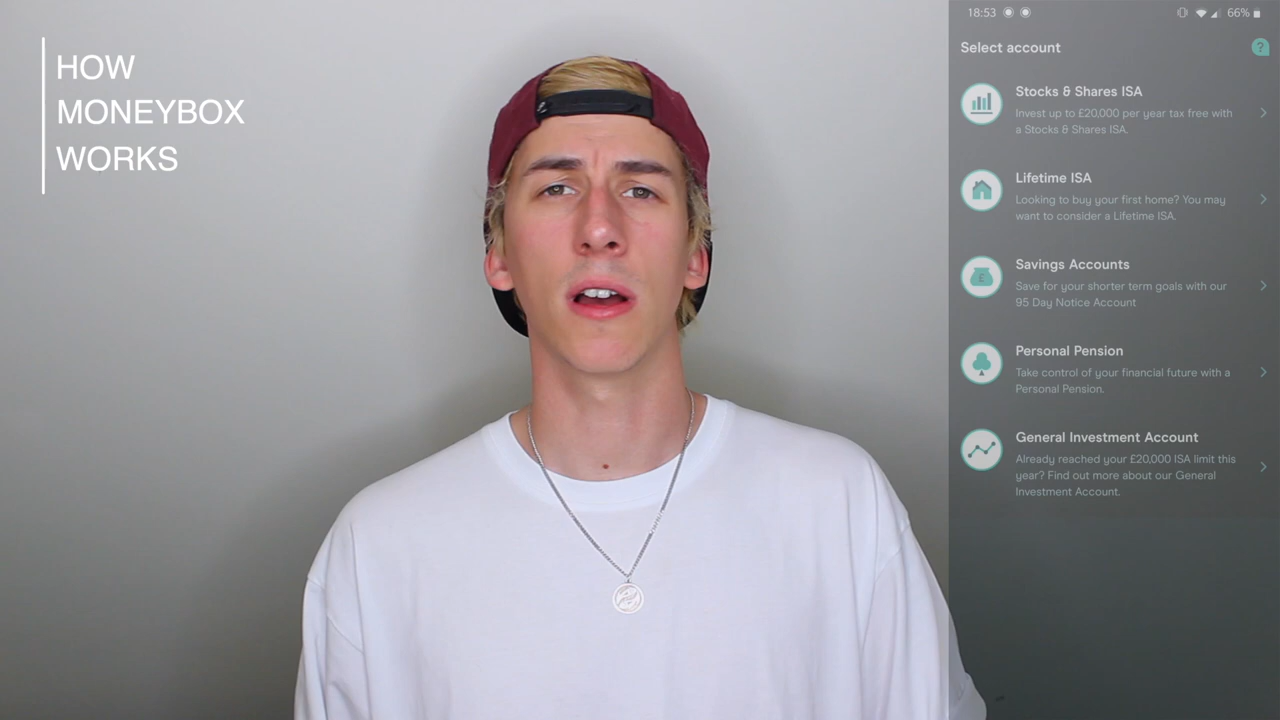 HOW
MONEYBOX
WORKS
18:53
66%
Select account
?
Stocks & Shares ISA
Invest up to £20,000 per year tax free with
a Stocks & Shares ISA.
Lifetime ISA
Looking to buy your first home? You may
want to consider a Lifetime ISA.
Savings Accounts
£
Save for your shorter term goals with our
95 Day Notice Account
Personal Pension
Take control of your financial future with a
Personal Pension.
General Investment Account
Already reached your £20,000 ISA limit this
year? Find out more about our General
Investment Account.